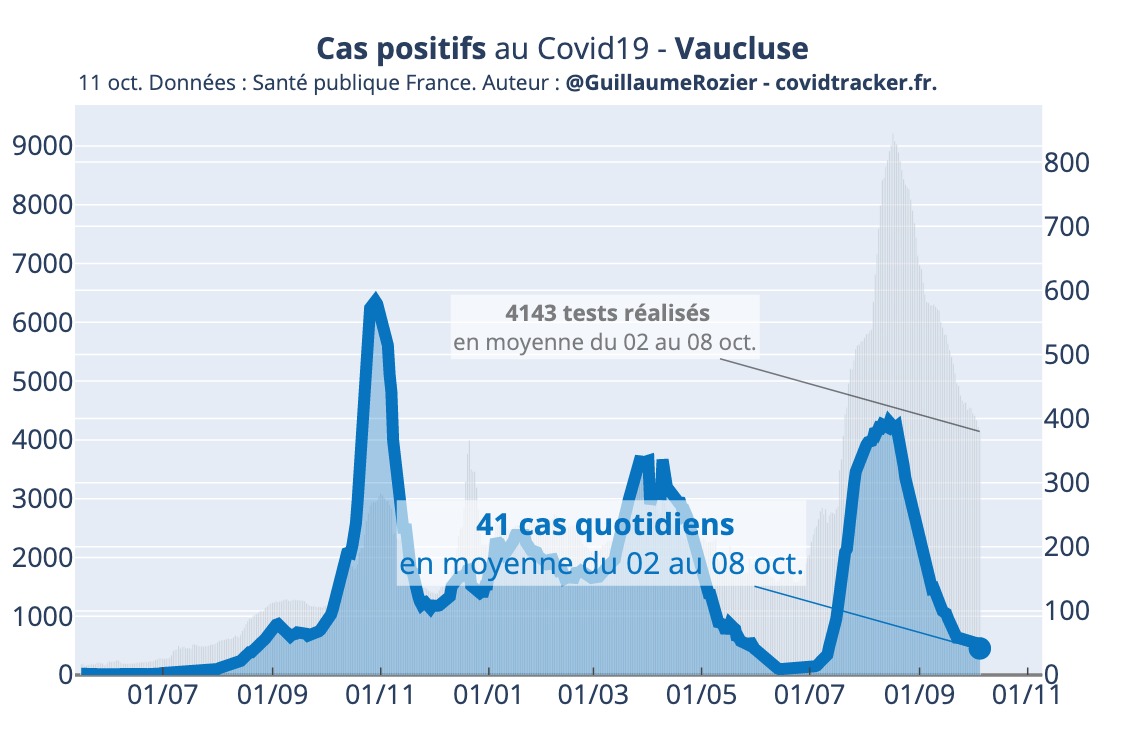 Cas positifs au Covid19 - Vaucluse
11 oct. Données : Santé publique France. Auteur : @GuillaumeRozier - covidtracker.fr.
9000
8000
7000
6000
5000
4000
3000
2000
1000
0
800
700
600
500
400
300
200
100
0
4143 tests réalisés
en moyenne du 02 au 08 oct.
41 cas quotidiens
en moyenne du 02 au 08 oct.
01/07 01/09 01/11 01/01 01/03 01/05 01/07 01/09 01/11